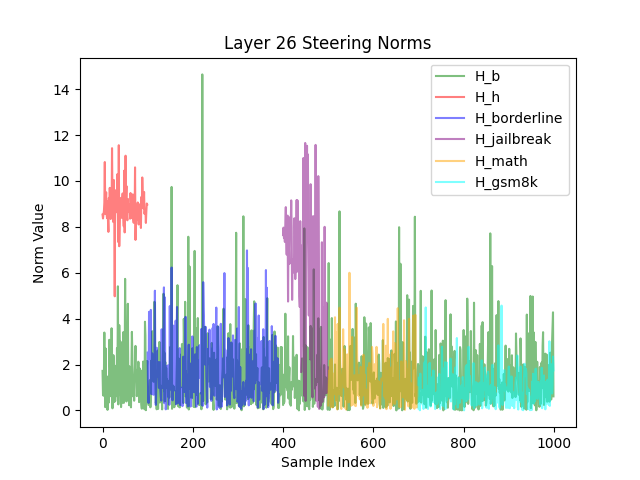 Layer 26 Steering Norms
H_b
H_h
H_borderline
H_jailbreak
H_math
H_gsm8k
14
12
10
8
6
4
2
0
Norm Value
0
200
400
600
800
1000
Sample Index